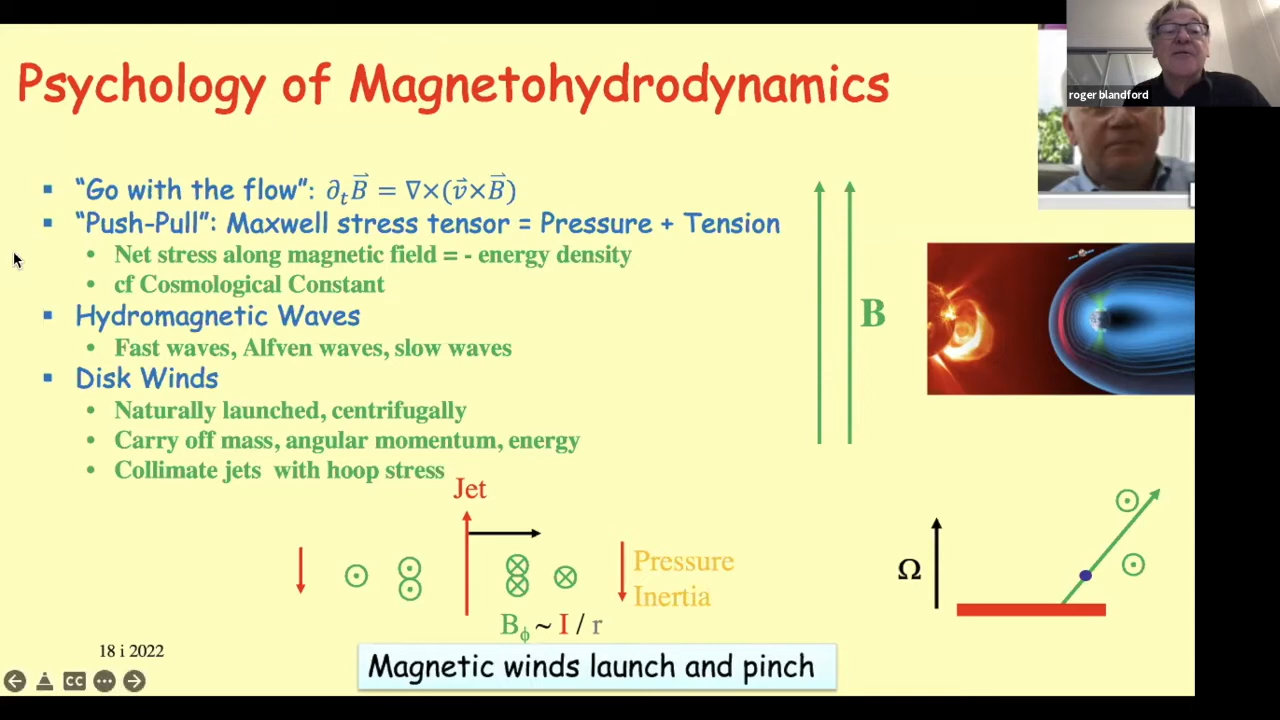 Psychology of Magnetohydrodynamics
roger blandford
▪ “Go with the flow”: ∂ₜB⃗ = ∇×(v⃗×B⃗)
▪ “Push-Pull”: Maxwell stress tensor = Pressure + Tension
• Net stress along magnetic field = - energy density
• cf Cosmological Constant
▪ Hydromagnetic Waves
• Fast waves, Alfven waves, slow waves
▪ Disk Winds
• Naturally launched, centrifugally
• Carry off mass, angular momentum, energy
• Collimate jets with hoop stress
B
Jet
Pressure
Inertia
B_ϕ ~ I / r
Ω
18 i 2022
Magnetic winds launch and pinch
CC